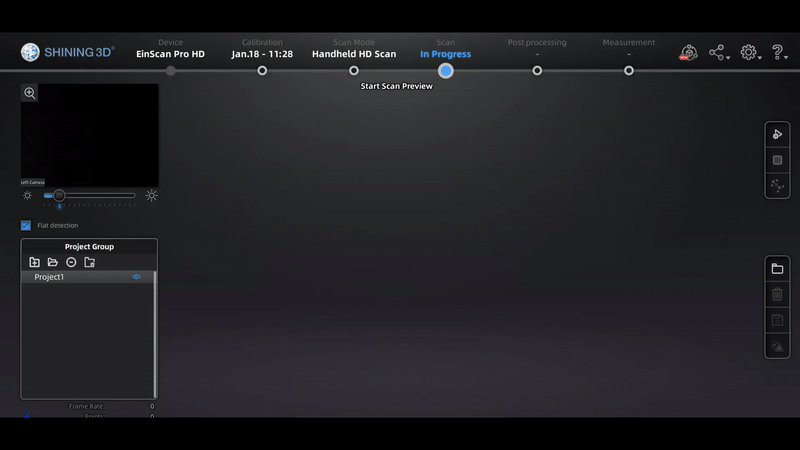 SHINING 3D®
Device
EinScan Pro HD
Calibration
Jan.18 - 11:28
Scan Mode
Handheld HD Scan
Scan
In Progress
Post processing
-
Measurement
-
Start Scan Preview
Left Camera
Flat detection
Project Group
Project1
Frame Rate: 0
Points: 0